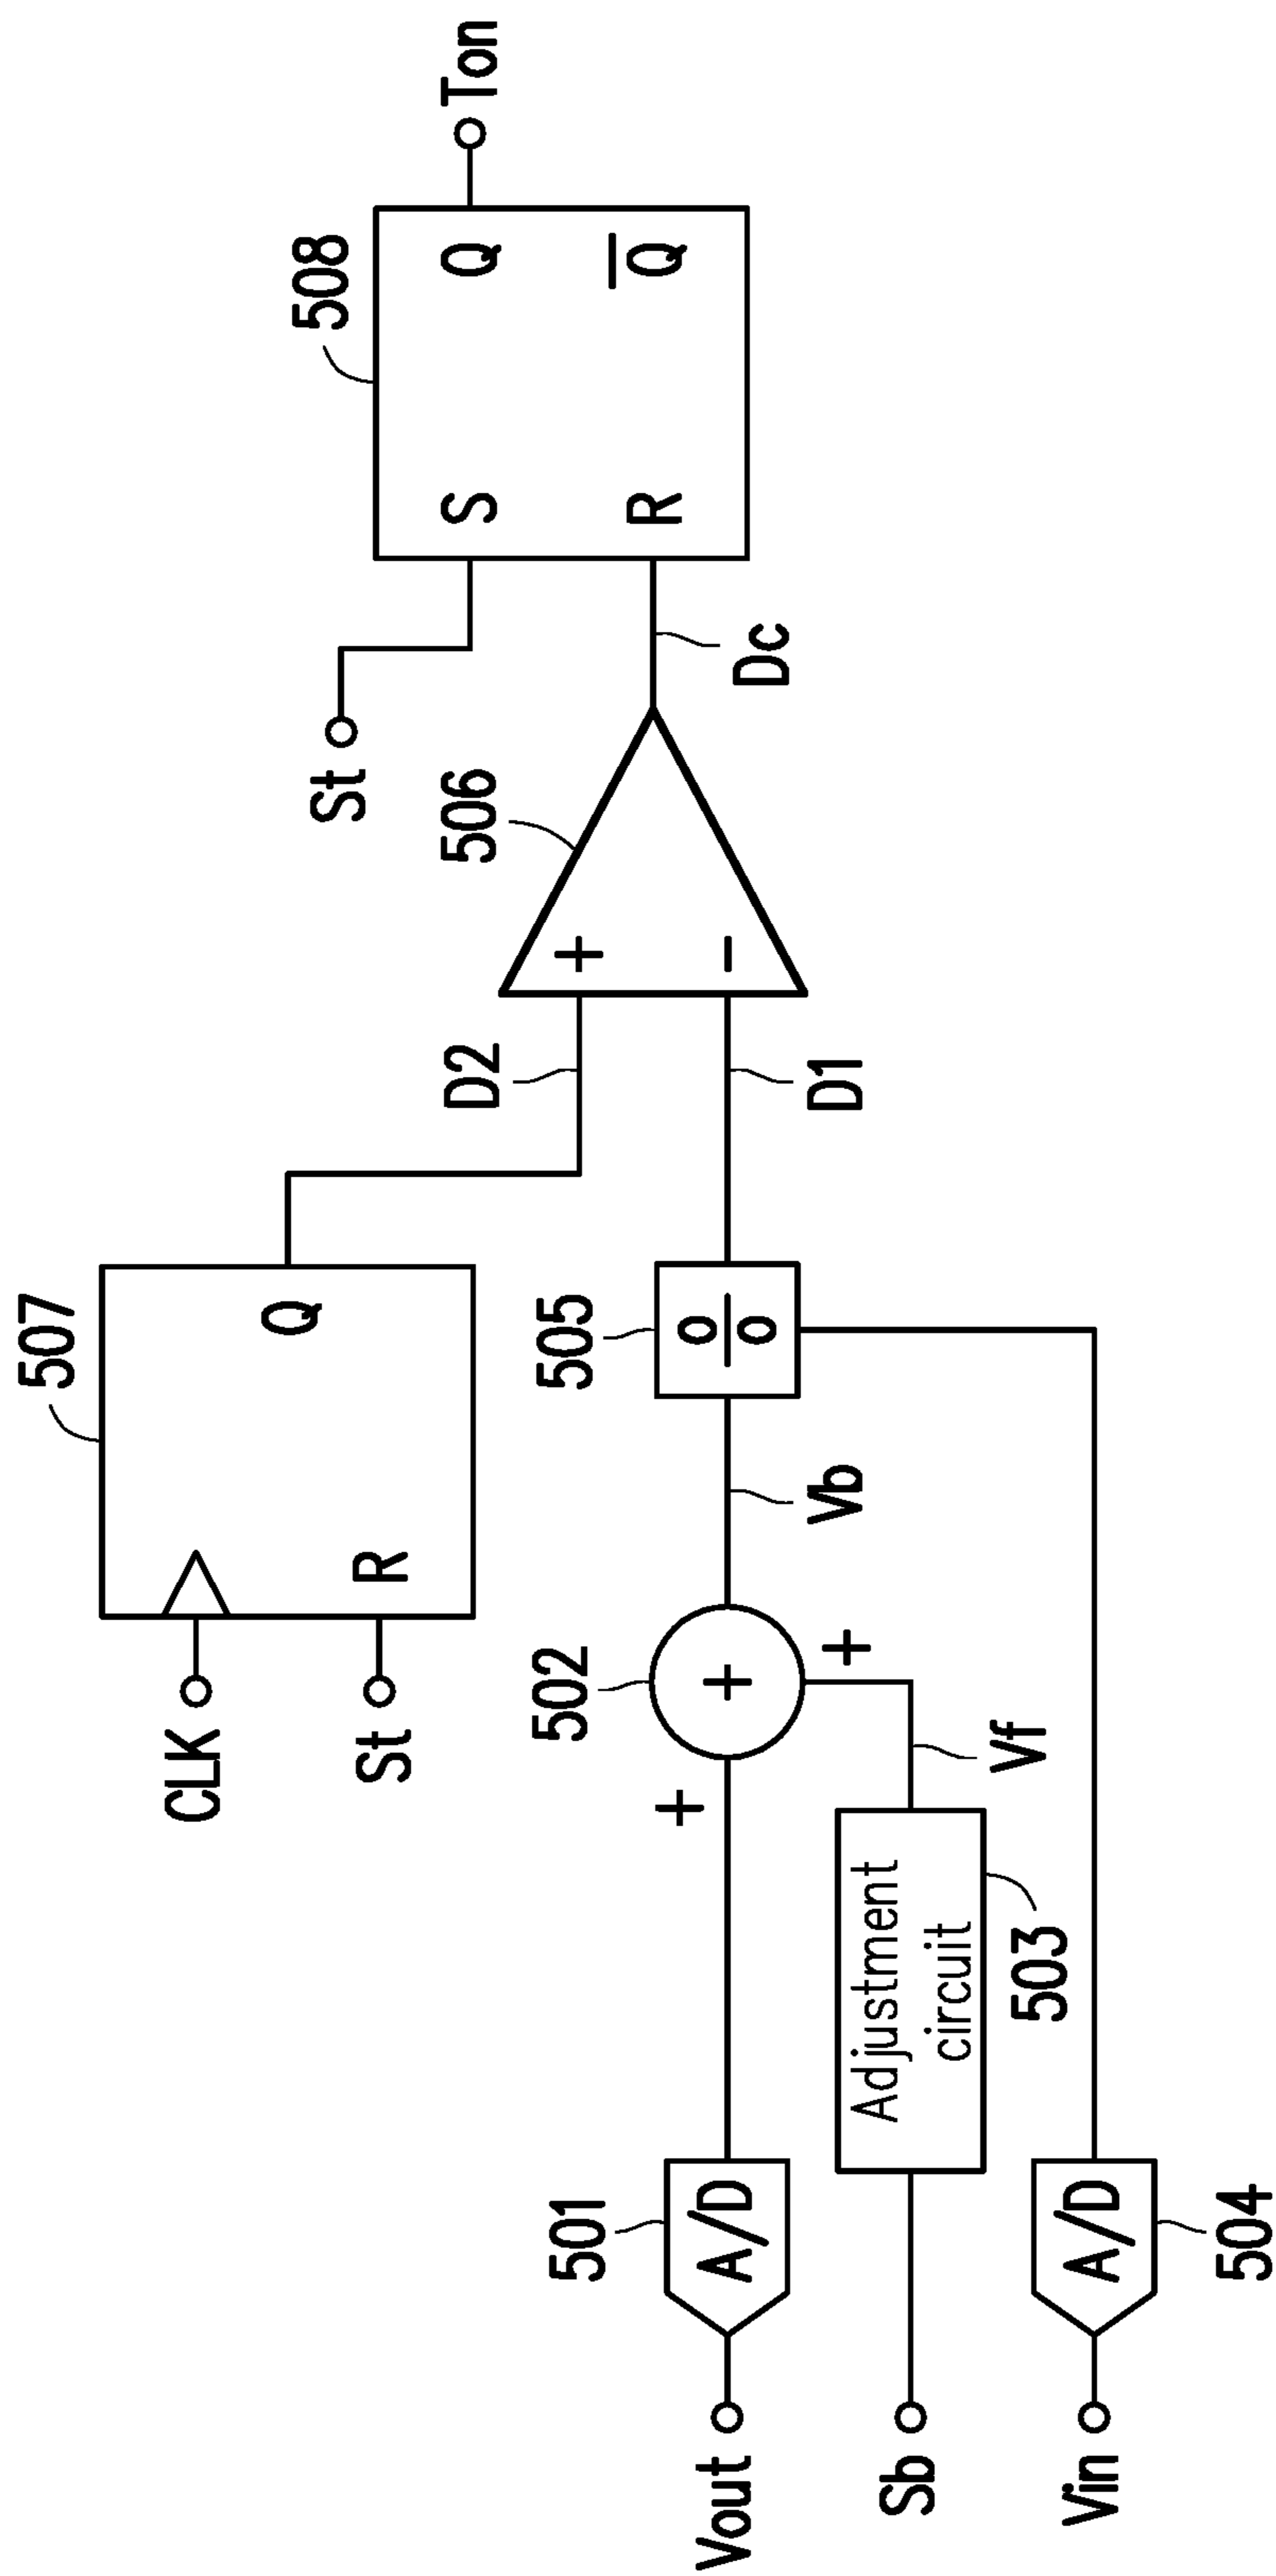 507
CLK
St
R
Q
D2
506
+
-
D1
St
508
S
Q
R
Q
Ton
Dc
501
Vout
A/D
+
502
+
+
Vb
505
Sb
Adjustment
circuit
503
Vf
Vin
A/D
504